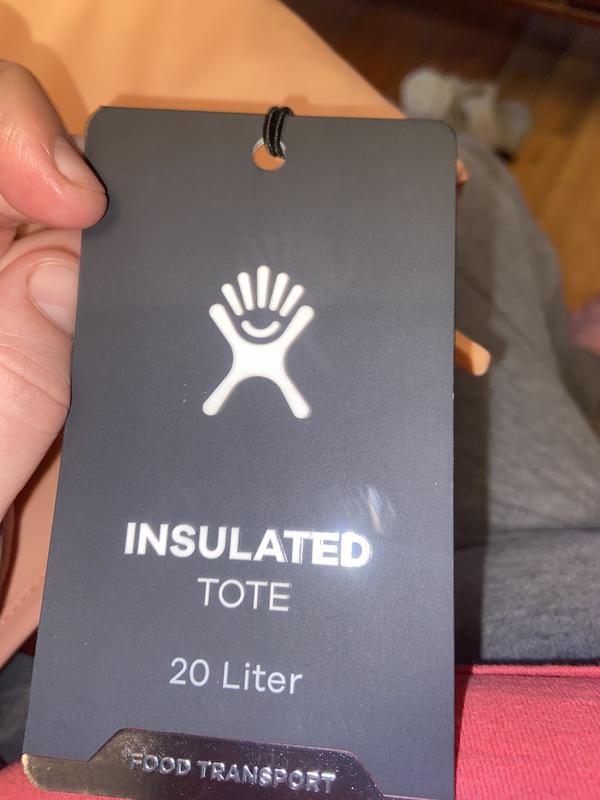 INSULATED
TOTE
20 Liter
FOOD TRANSPORT